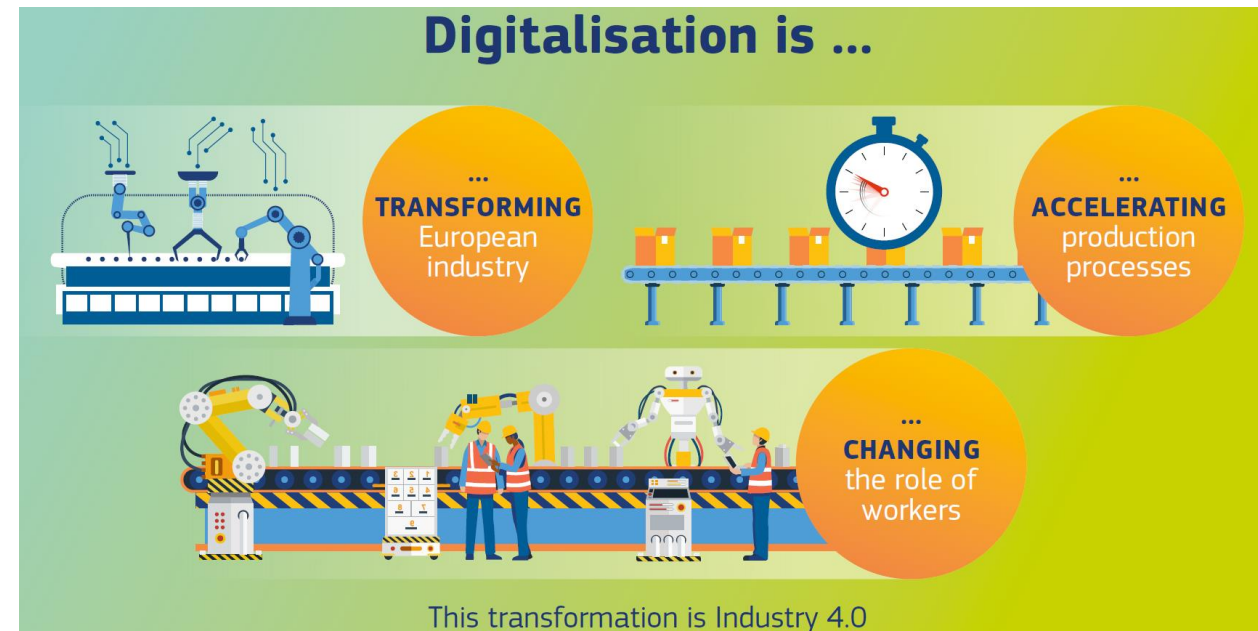 Digitalisation is ...
...
TRANSFORMING
European
industry
...
ACCELERATING
production
processes
...
CHANGING
the role of
workers
This transformation is Industry 4.0